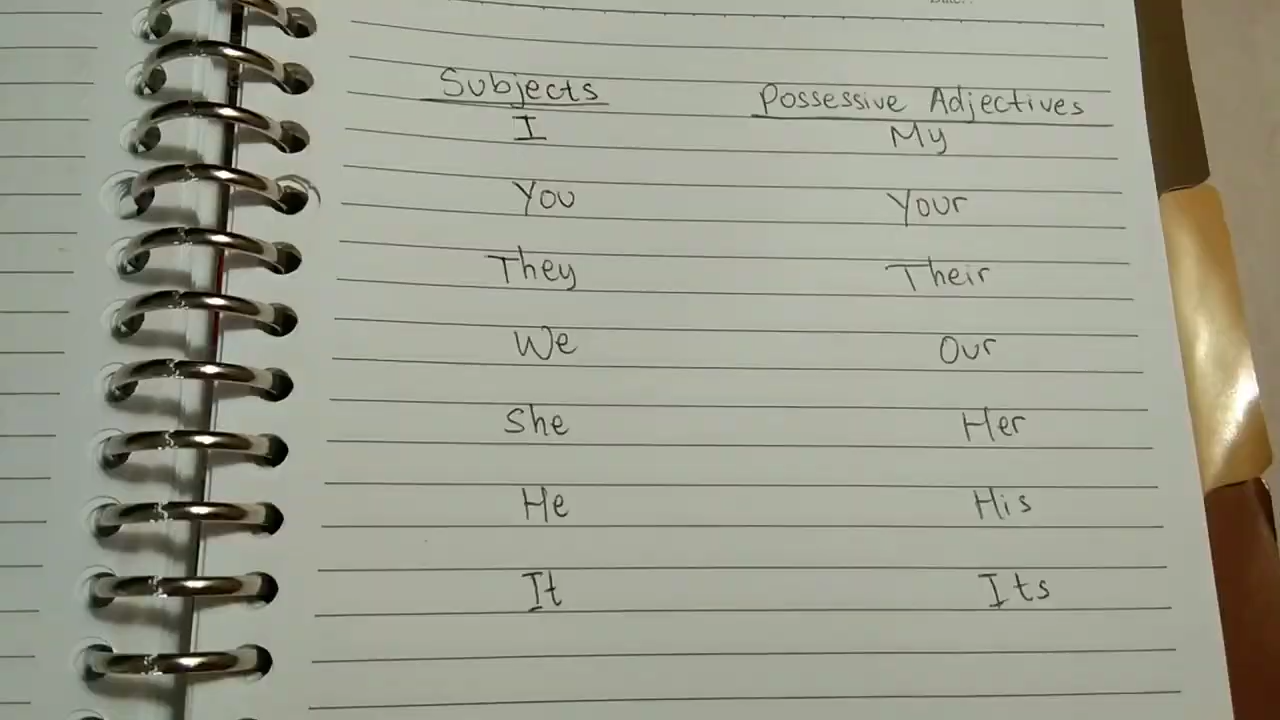 Subjects Possessive Adjectives
I My
You Your
They Their
We Our
She Her
He His
It Its